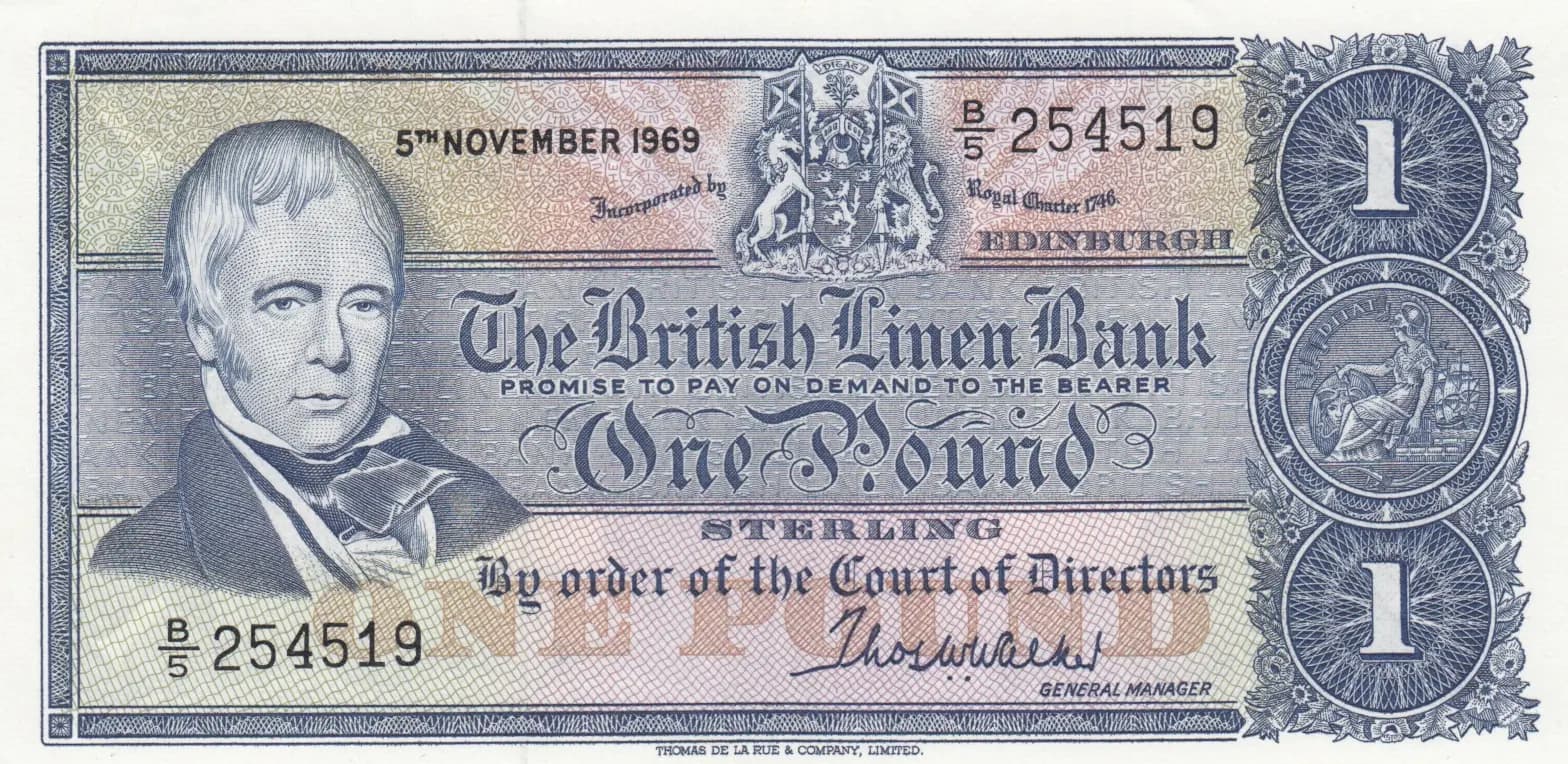 DIGAE
5TH NOVEMBER 1969
B/5 254519
Incorporated by
Royal Charter 1746.
EDINBURGH
1
The British Linen Bank
PROMISE TO PAY ON DEMAND TO THE BEARER
One Pound
STERLING
ONE POUND
By order of the Court of Directors
B/5 254519
Thos W Walker
GENERAL MANAGER
1
THOMAS DE LA RUE & COMPANY, LIMITED.